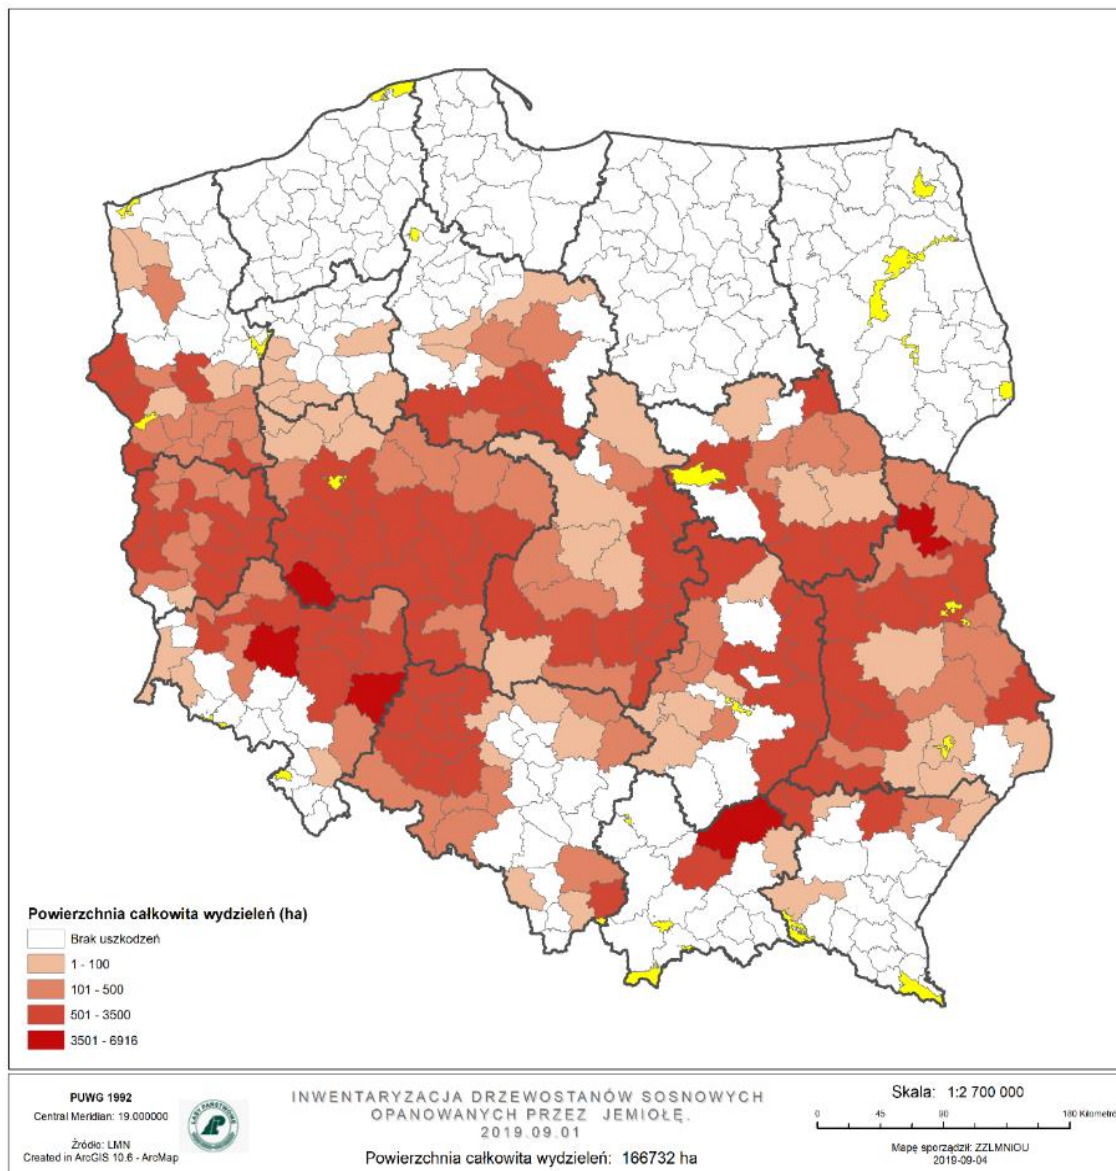 Powierzchnia całkowita wydzieleń (ha)
Brak uszkodzeń
1 - 100
101 - 500
501 - 3500
3501 - 6916
PUWG 1992
Central Meridian: 19.000000
Źródło: LMN
Created in ArcGIS 10.6 - ArcMap
LASY PAŃSTWOWE
INWENTARYZACJA DRZEWOSTANÓW SOSNOWYCH
OPANOWANYCH PRZEZ JEMIOŁĘ.
2019.09.01
Powierzchnia całkowita wydzieleń: 166732 ha
Skala: 1:2 700 000
0 45 90 180 Kilometre
Mapę sporządził: ZZLMNIOU
2019-09-04